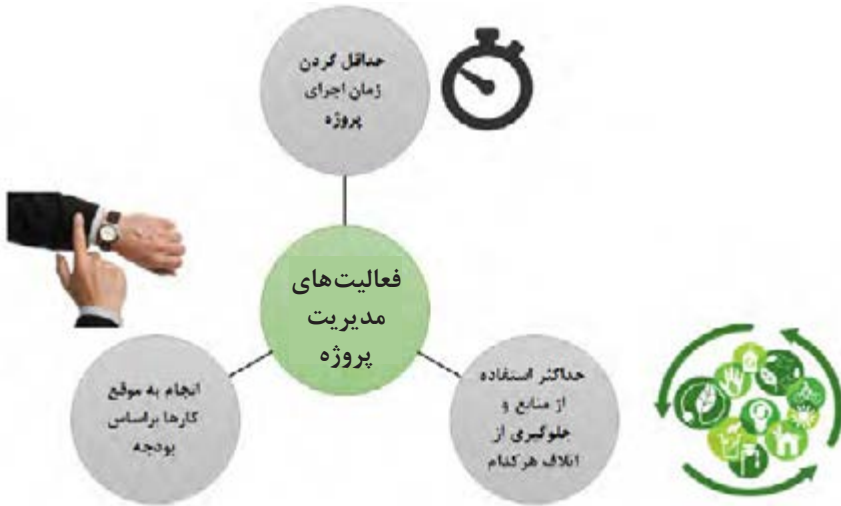 حداقل کردن
زمان اجرای
پروژه
فعالیت‌های
مدیریت
پروژه
حداکثر استفاده
از منابع و
جلوگیری از
اتلاف هرکدام
انجام به موقع
کارها براساس
بودجه